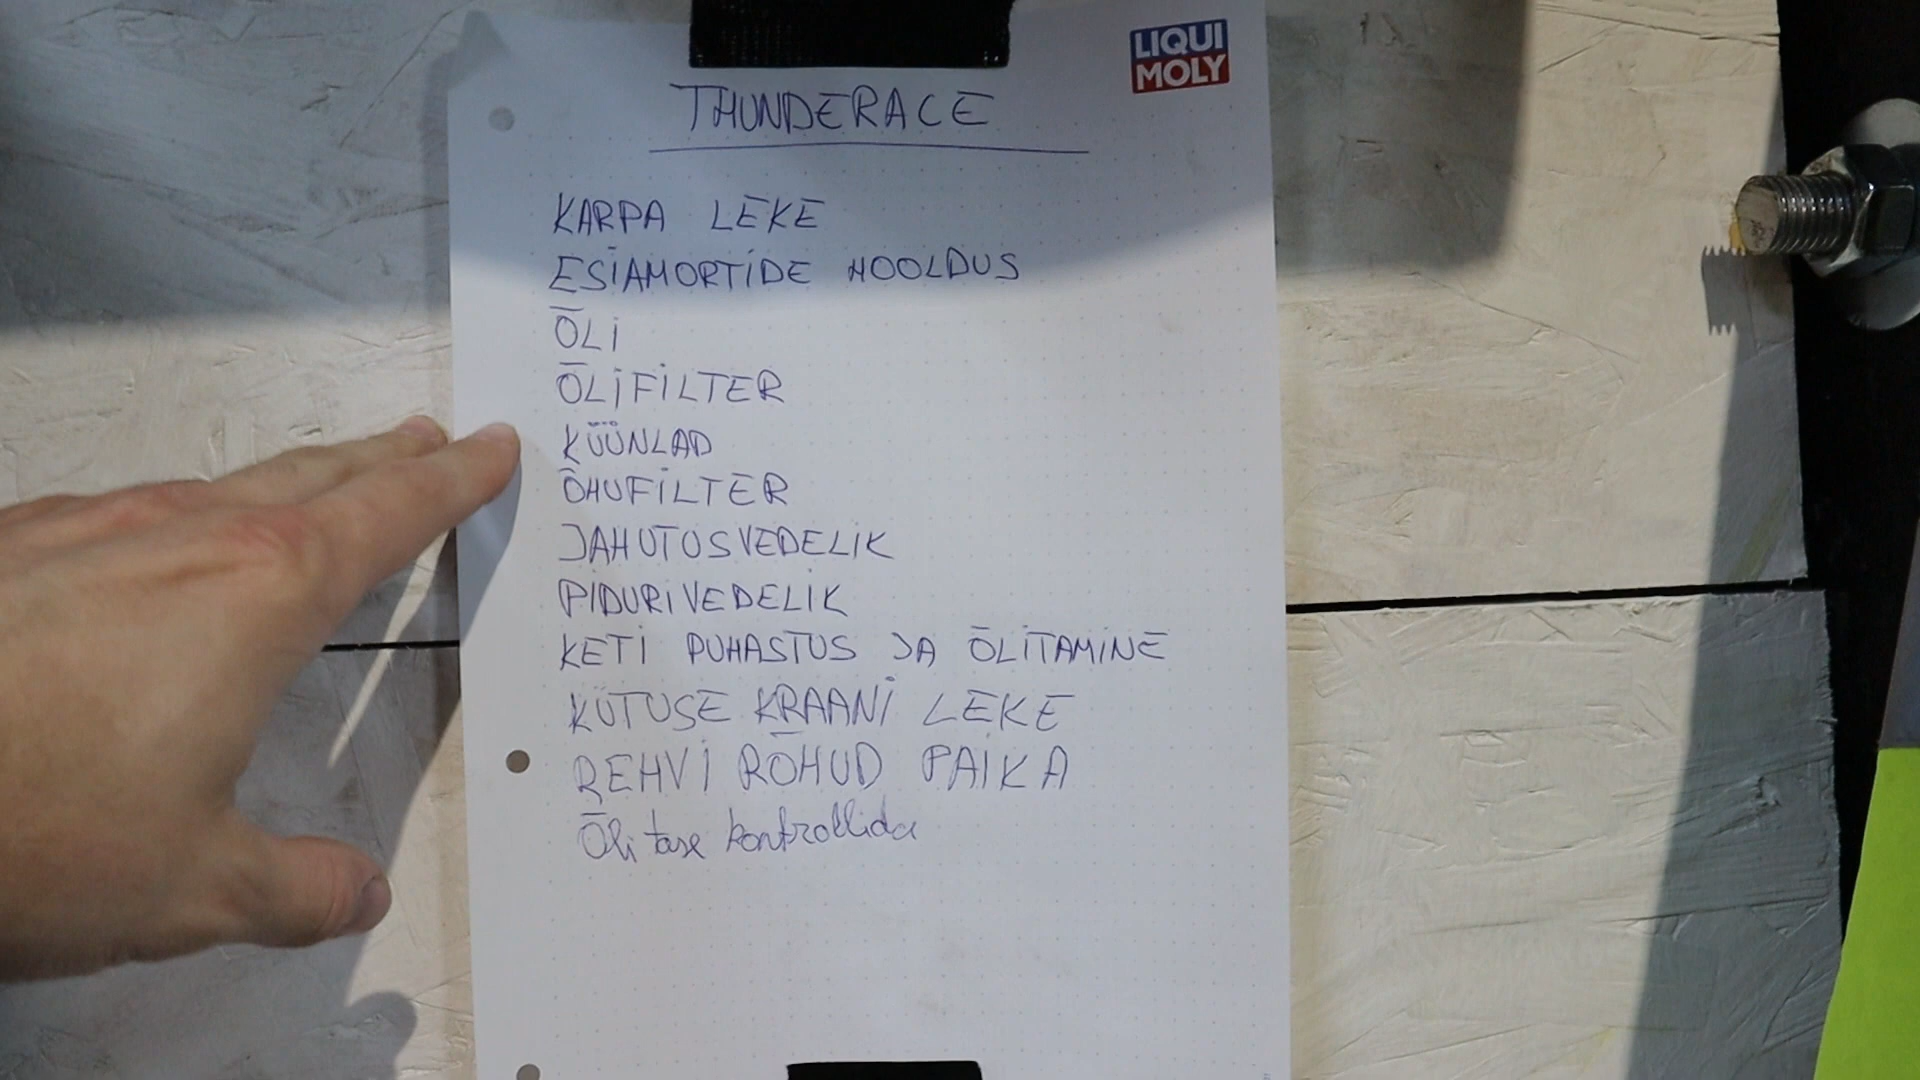 LIQUI
MOLY
THUNDERACE
KARPA LEKE
ESIAMORTIDE HOOLDUS
ÕLI
ÕLIFILTER
KÜÜNLAD
ÕHUFILTER
JAHUTUSVEDELIK
PIDURIVEDELIK
KETI PUHASTUS JA ÕLITAMINE
KÜTUSE KRAANI LEKE
REHVI RÕHUD PAIKA
Õli tase kontrollida